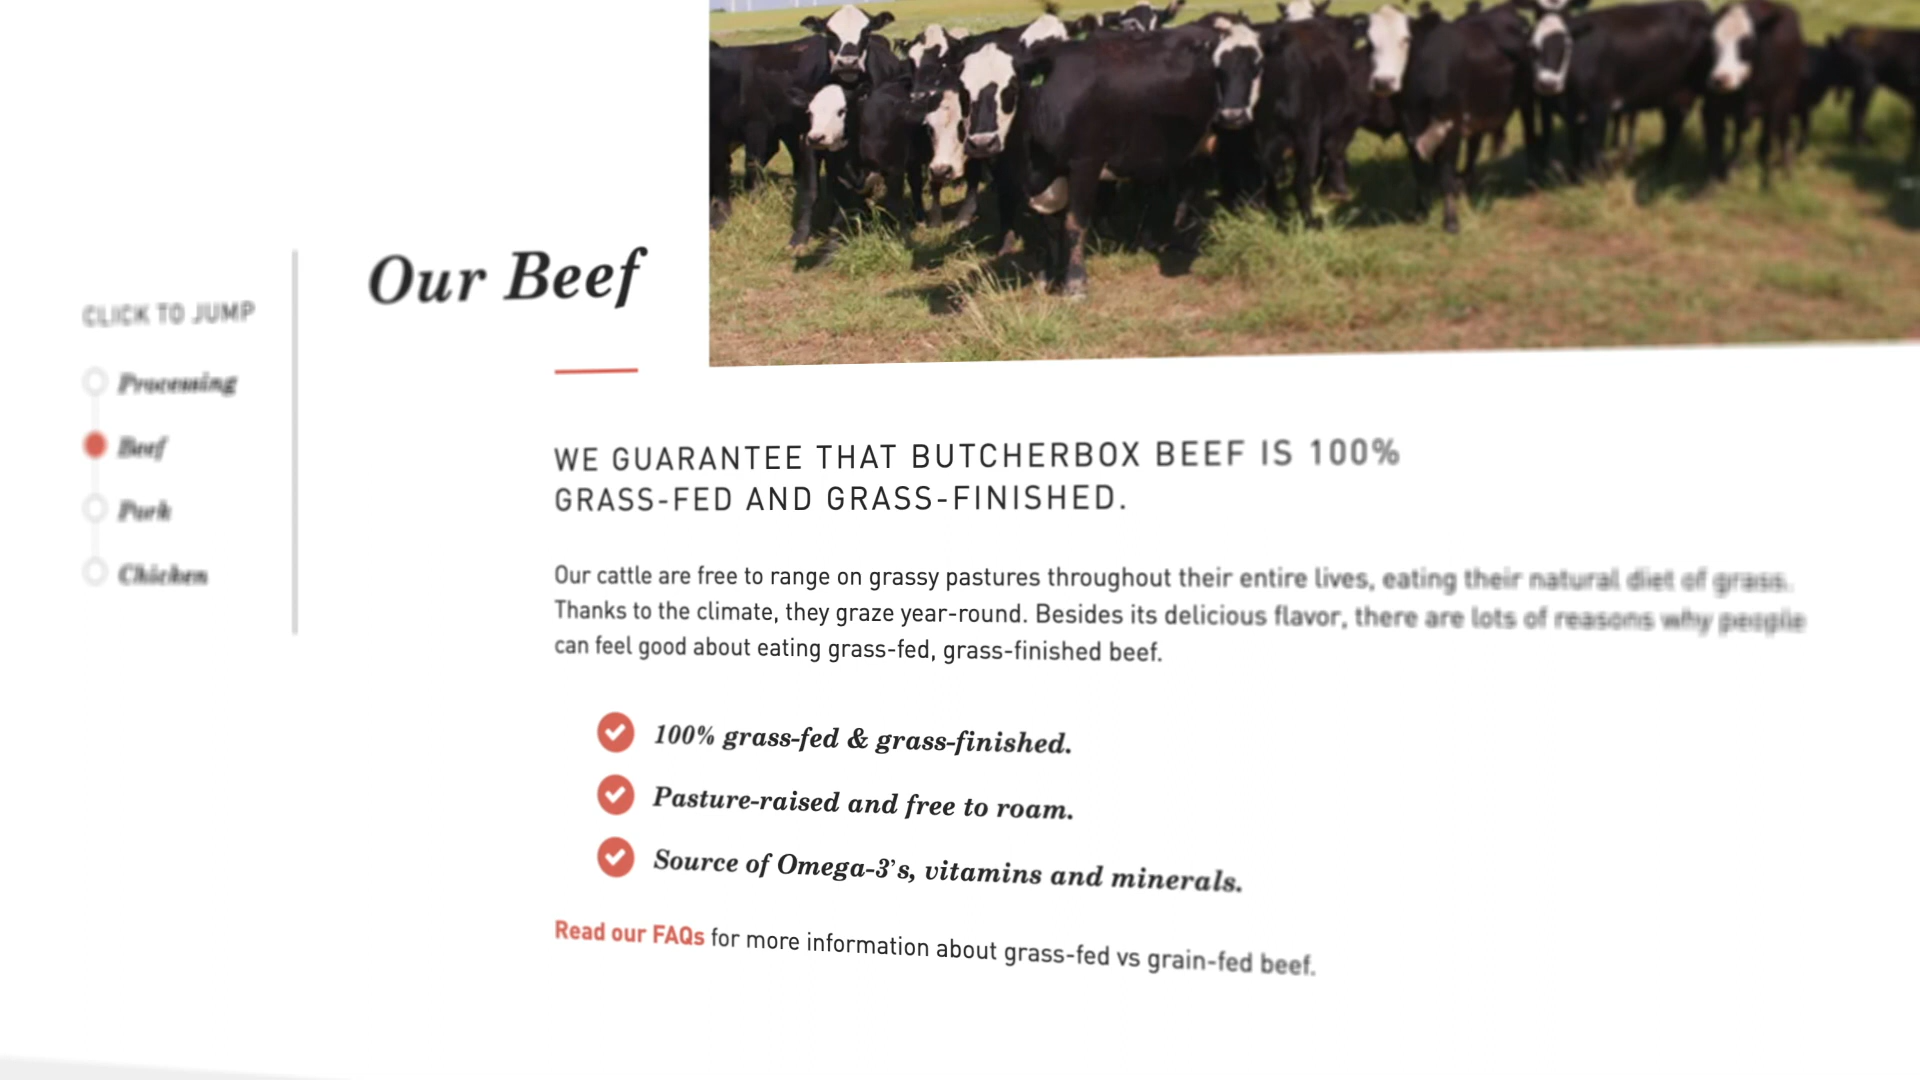 Our Beef
CLICK TO JUMP
Processing
Beef
Pork
Chicken
WE GUARANTEE THAT BUTCHERBOX BEEF IS 100%
GRASS-FED AND GRASS-FINISHED.
Our cattle are free to range on grassy pastures throughout their entire lives, eating their natural diet of grass.
Thanks to the climate, they graze year-round. Besides its delicious flavor, there are lots of reasons why people
can feel good about eating grass-fed, grass-finished beef.
100% grass-fed & grass-finished.
Pasture-raised and free to roam.
Source of Omega-3's, vitamins and minerals.
Read our FAQs for more information about grass-fed vs grain-fed beef.